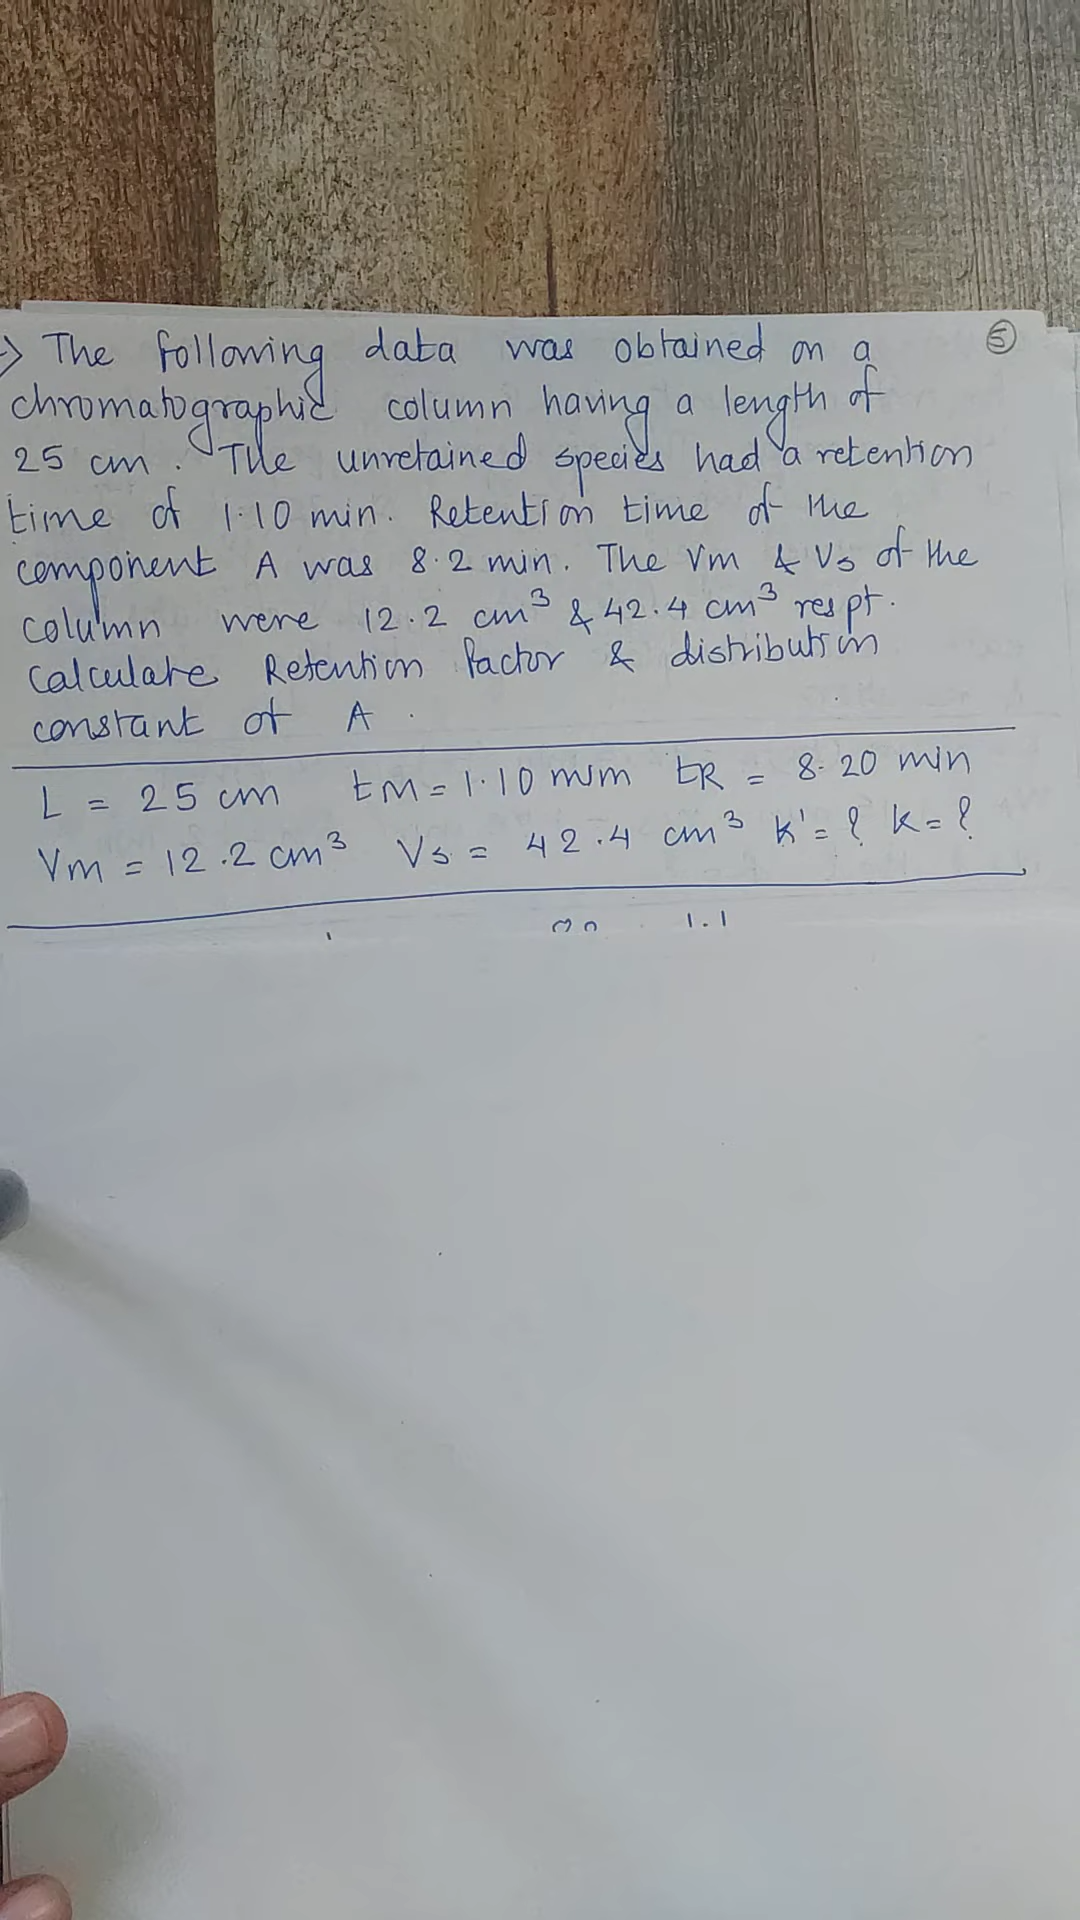 → The following data was obtained on a ⑤
chromatographic column having a length of
25 cm. The unretained species had a retention
time of 1.10 min. Retention time of the
component A was 8.2 min. The Vm & Vs of the
column were 12.2 cm³ & 42.4 cm³ respt.
Calculate Retention factor & distribution
constant of A.
L = 25 cm tM = 1.10 min tR = 8.20 min
Vm = 12.2 cm³ Vs = 42.4 cm³ K' = ? K = ?
1.1